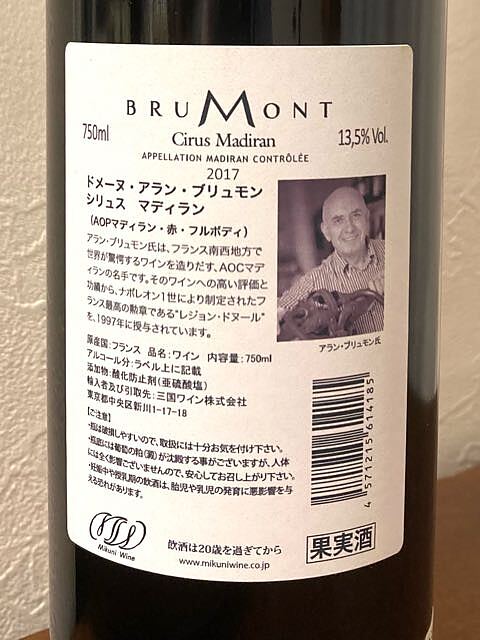 BRUMONT
750ml
Cirus Madiran
13,5% Vol.
APPELLATION MADIRAN CONTRÔLÉE
2017
ドメーヌ・アラン・ブリュモン
シリュス マディラン
(AOPマディラン・赤・フルボディ)
アラン・ブリュモン氏は、フランス南西地方で
世界が驚愕するワインを造りだす、AOCマデ
ィランの名手です。そのワインへの高い評価と
功績から、ナポレオン1世により制定されたフ
ランス最高の勲章である"レジョン・ドヌール"
を、1997年に授与されています。
アラン・ブリュモン氏
原産国:フランス 品名:ワイン 内容量:750ml
アルコール分:ラベル上に記載
添加物:酸化防止剤(亜硫酸塩)
輸入者及び引取先:三国ワイン株式会社
東京都中央区新川1-17-18
【ご注意】
・瓶は破損しやすいので、取扱には十分お気を付け下さい。
・瓶底には葡萄の粕(澱)が沈殿する事がございますが、人体
には全く影響ございませんので、安心してお召し上がり下さい。
・妊娠中や授乳期の飲酒は、胎児や乳児の発育に悪影響を与
える恐れがあります。
4571215614185
Mikuni Wine
飲酒は20歳を過ぎてから
www.mikuniwine.co.jp
果実酒